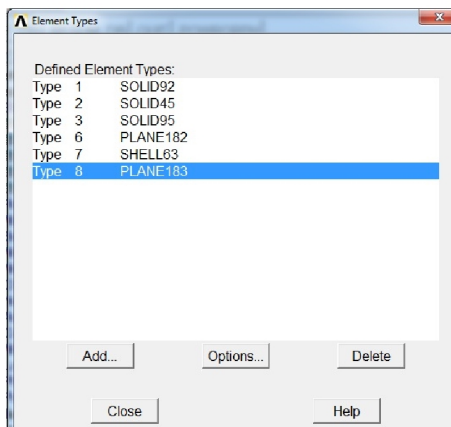 Element Types
Defined Element Types:
Type 1 SOLID92
Type 2 SOLID45
Type 3 SOLID95
Type 6 PLANE182
Type 7 SHELL63
Type 8 PLANE183
Add... Options... Delete
Close Help